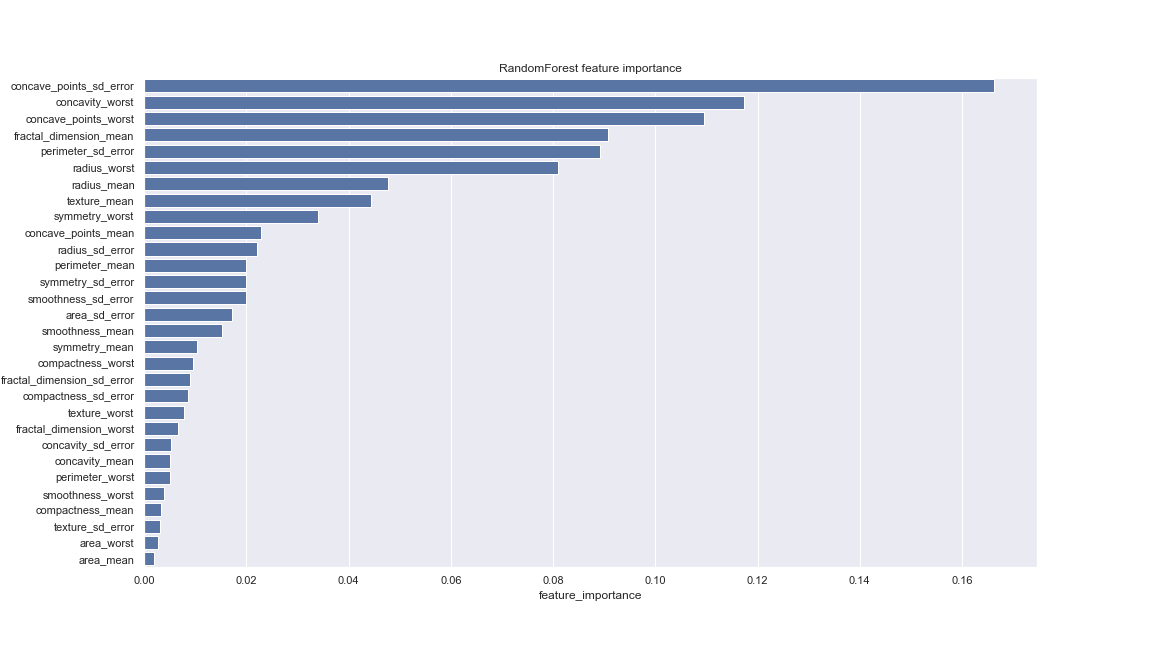 RandomForest feature importance
concave_points_sd_error
concavity_worst
concave_points_worst
fractal_dimension_mean
perimeter_sd_error
radius_worst
radius_mean
texture_mean
symmetry_worst
concave_points_mean
radius_sd_error
perimeter_mean
symmetry_sd_error
smoothness_sd_error
area_sd_error
smoothness_mean
symmetry_mean
compactness_worst
fractal_dimension_sd_error
compactness_sd_error
texture_worst
fractal_dimension_worst
concavity_sd_error
concavity_mean
perimeter_worst
smoothness_worst
compactness_mean
texture_sd_error
area_worst
area_mean
0.00 0.02 0.04 0.06 0.08 0.10 0.12 0.14 0.16
feature_importance